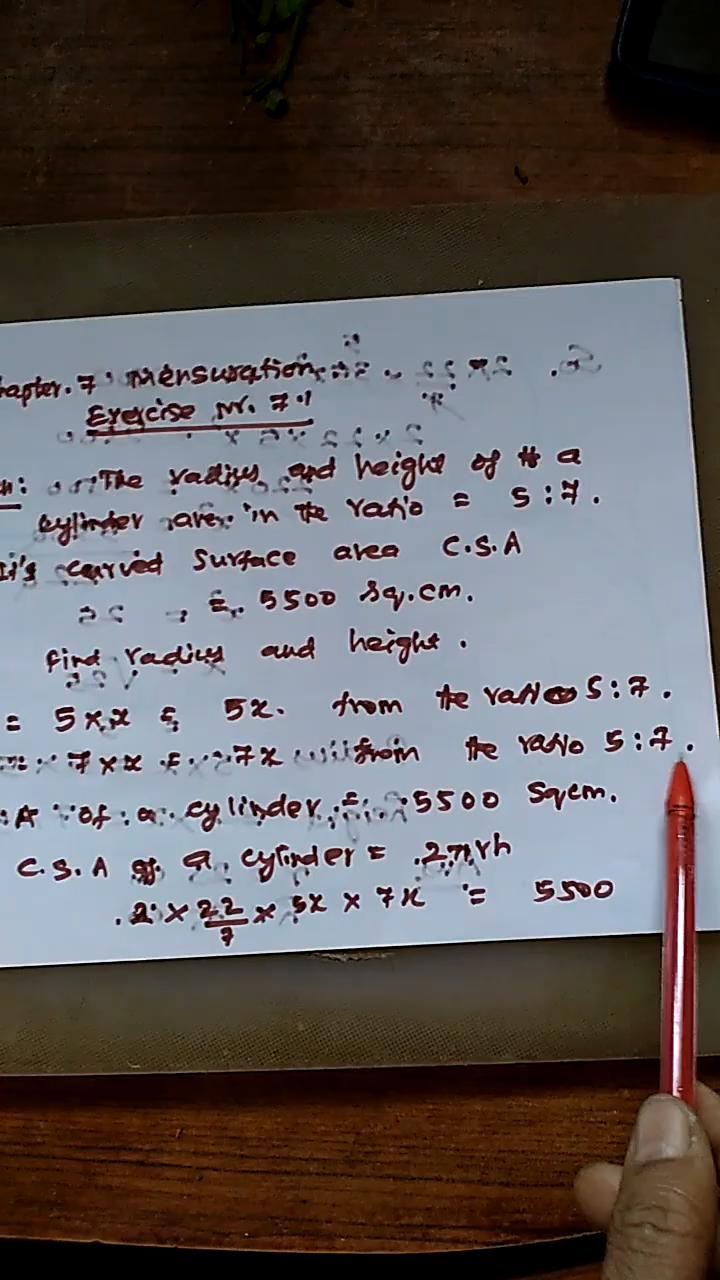 hapter. 7 Mensuration
Exercise Nr. 7.1
The radius and height of a
cylinder are in the ratio = 5:7.
It's curved surface area C.S.A
= 5500 sq.cm.
find radius and height.
= 5 x x = 5x. from the ratio 5:7.
= 7 x x = 7x from the ratio 5:7.
:A of a cylinder = 5500 Sqcm.
C.S.A of a cylinder = 2πrh
2 x 22/7 x 5x x 7x = 5500